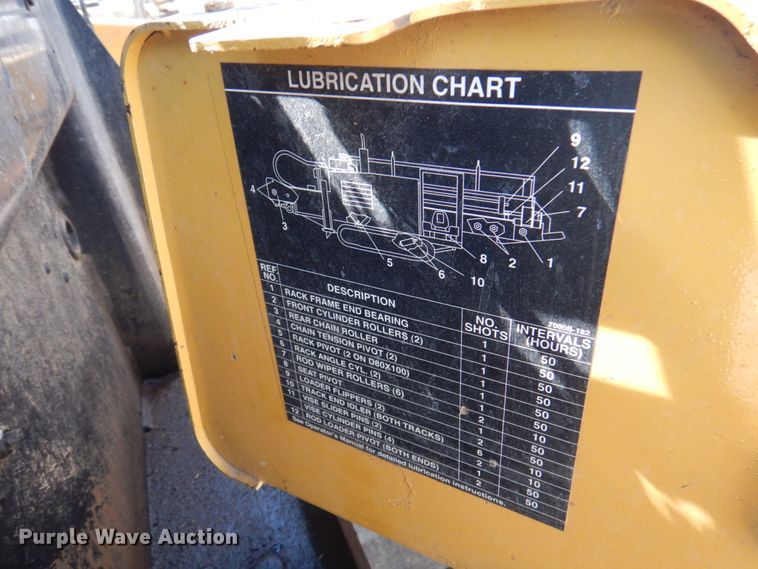 LUBRICATION CHART
9
12
11
7
4
3
5
6
10
8
2
1
7000B-182
REF NO. DESCRIPTION NO. SHOTS INTERVALS (HOURS)
1 RACK FRAME END BEARING 1 50
2 FRONT CYLINDER ROLLERS (2) 1 50
3 REAR CHAIN ROLLER 1 50
4 CHAIN TENSION PIVOT (2) 1 50
5 RACK PIVOT (2 ON D80X100) 1 50
6 RACK ANGLE CYL. (2) 1 50
7 ROD WIPER ROLLERS (6) 2 10
8 SEAT PIVOT 1 50
9 LOADER FLIPPERS (2) 2 10
10 TRACK END IDLER (BOTH TRACKS) 6 50
11 VISE SLIDER PINS (2) 2 10
VISE CYLINDER PINS (4) 1 50
12 ROD LOADER PIVOT (BOTH ENDS) 2 50
See Operator's Manual for detailed lubrication instructions.
Purple Wave Auction